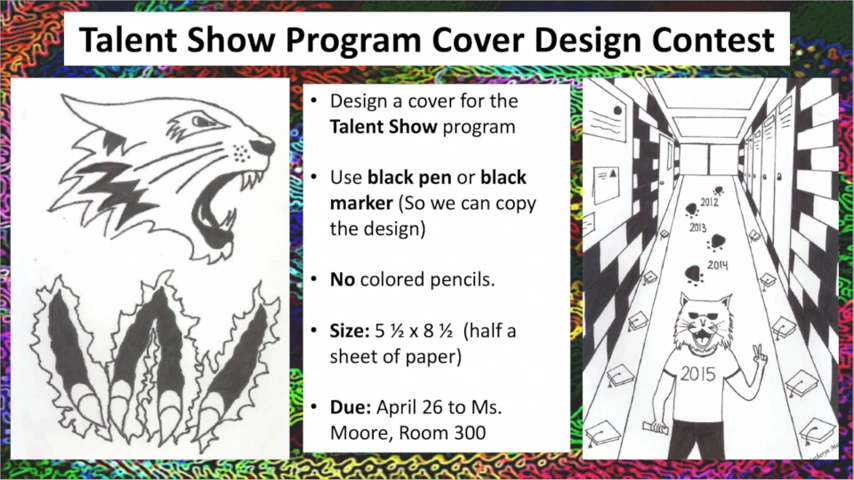 Talent Show Program Cover Design Contest
• Design a cover for the
Talent Show program
• Use black pen or black
marker (So we can copy
the design)
• No colored pencils.
• Size: 5 ½ x 8 ½ (half a
sheet of paper)
• Due: April 26 to Ms.
Moore, Room 300
2012
2013
2014
2015